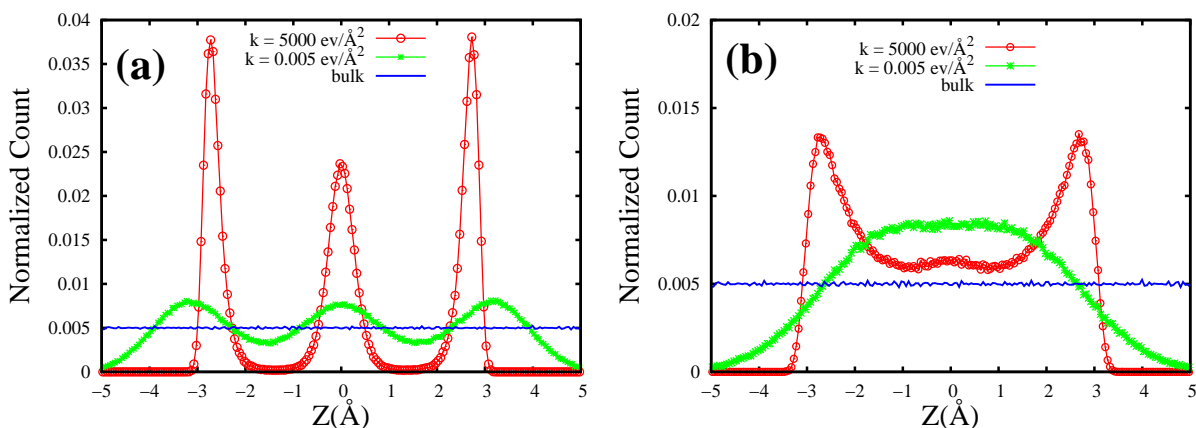 (a)
k = 5000 ev/Å²
k = 0.005 ev/Å²
bulk
Normalized Count
0.04
0.035
0.03
0.025
0.02
0.015
0.01
0.005
0
−5 −4 −3 −2 −1 0 1 2 3 4 5
Z(Å)
(b)
k = 5000 ev/Å²
k = 0.005 ev/Å²
bulk
Normalized Count
0.02
0.015
0.01
0.005
0
−5 −4 −3 −2 −1 0 1 2 3 4 5
Z(Å)